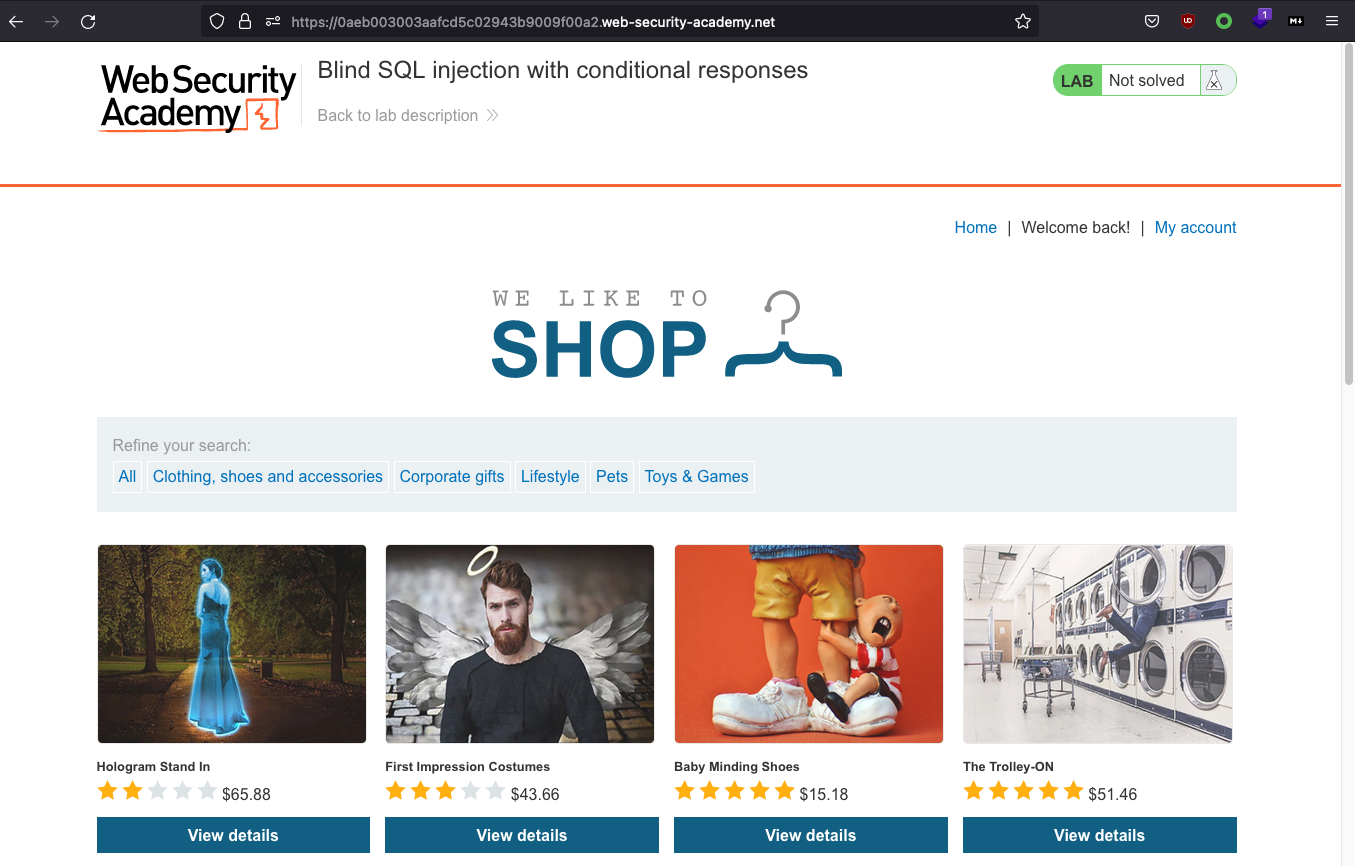 https://0aeb003003aafcd5c02943b9009f00a2.web-security-academy.net
1
Web Security
Academy
Blind SQL injection with conditional responses
Back to lab description
LAB Not solved
Home | Welcome back! | My account
WE LIKE TO
SHOP
Refine your search:
All Clothing, shoes and accessories Corporate gifts Lifestyle Pets Toys & Games
Hologram Stand In First Impression Costumes Baby Minding Shoes The Trolley-ON
$65.88 $43.66 $15.18 $51.46
View details View details View details View details